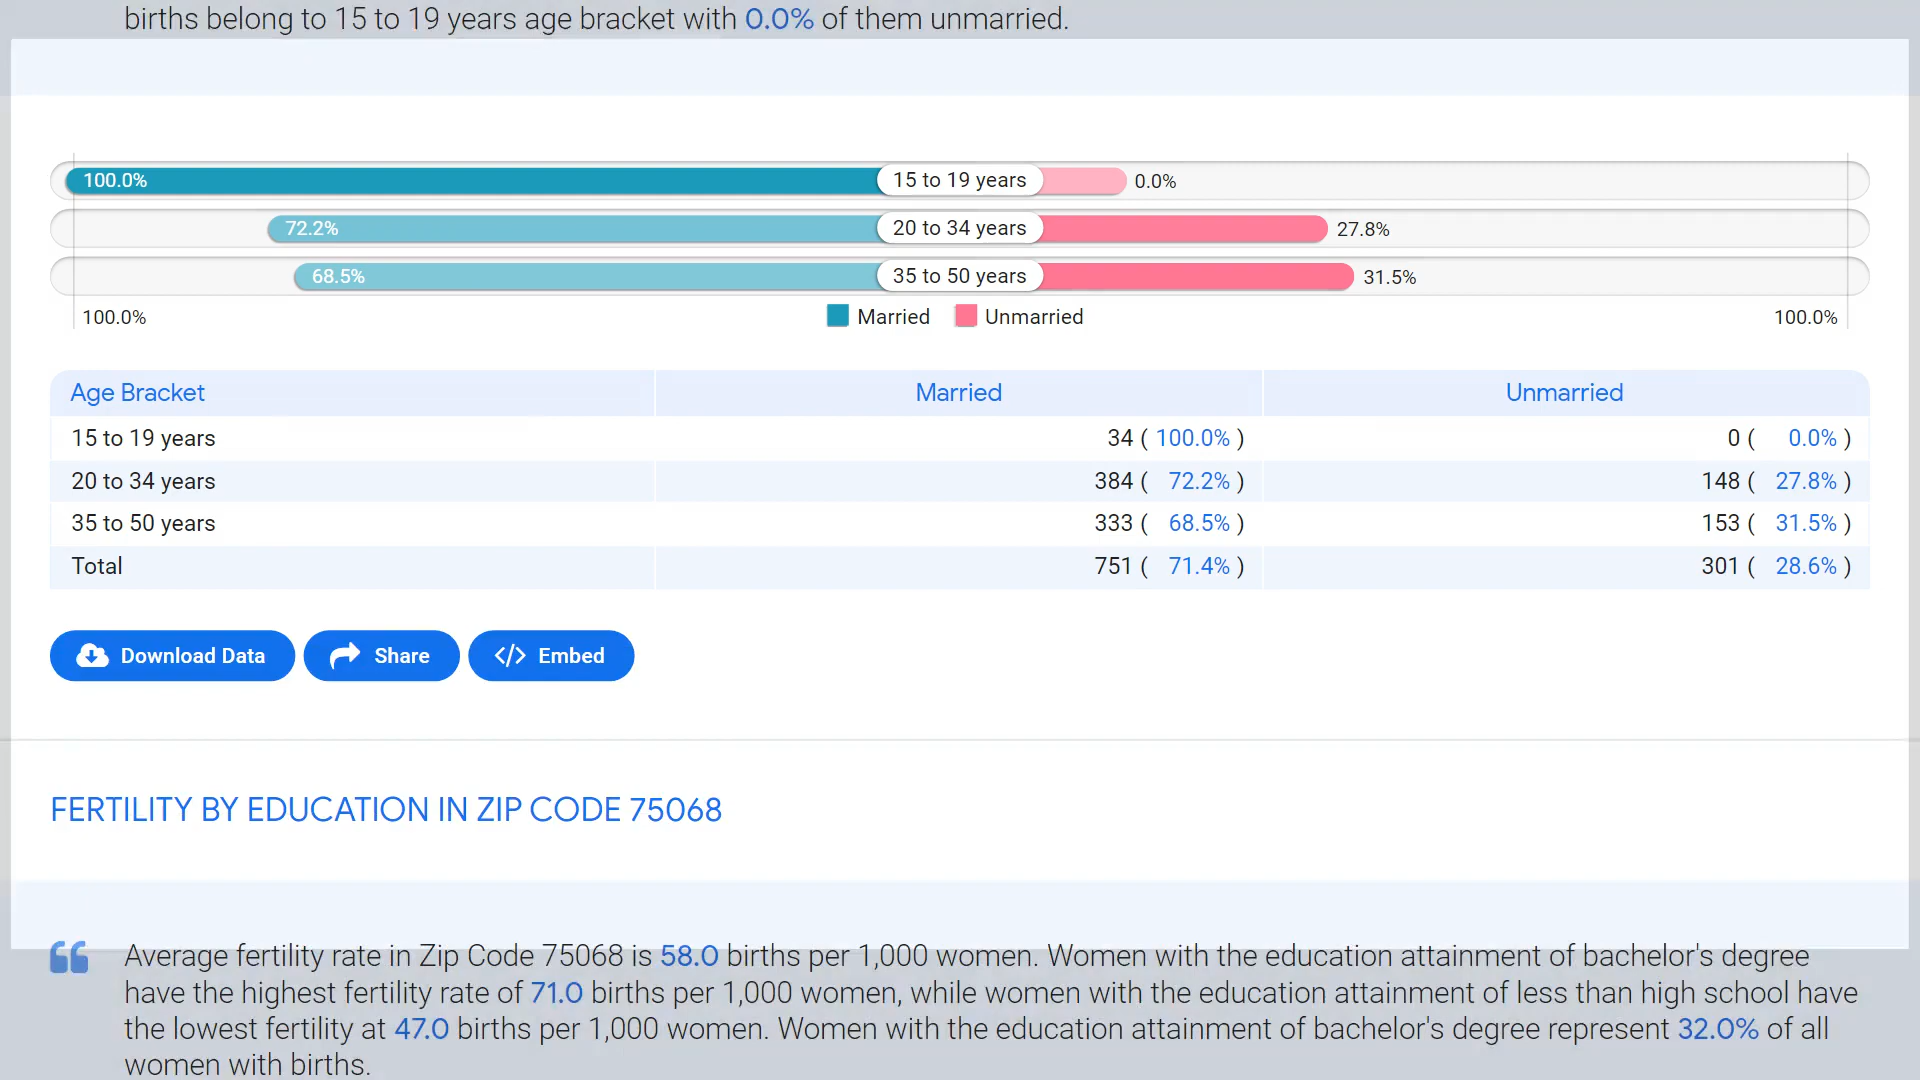 births belong to 15 to 19 years age bracket with 0.0% of them unmarried.
100.0% 15 to 19 years 0.0%
72.2% 20 to 34 years 27.8%
68.5% 35 to 50 years 31.5%
100.0% Married Unmarried 100.0%
Age Bracket Married Unmarried
15 to 19 years 34 ( 100.0% ) 0 ( 0.0% )
20 to 34 years 384 ( 72.2% ) 148 ( 27.8% )
35 to 50 years 333 ( 68.5% ) 153 ( 31.5% )
Total 751 ( 71.4% ) 301 ( 28.6% )
Download Data Share </> Embed
FERTILITY BY EDUCATION IN ZIP CODE 75068
Average fertility rate in Zip Code 75068 is 58.0 births per 1,000 women. Women with the education attainment of bachelor's degree
have the highest fertility rate of 71.0 births per 1,000 women, while women with the education attainment of less than high school have
the lowest fertility at 47.0 births per 1,000 women. Women with the education attainment of bachelor's degree represent 32.0% of all
women with births.